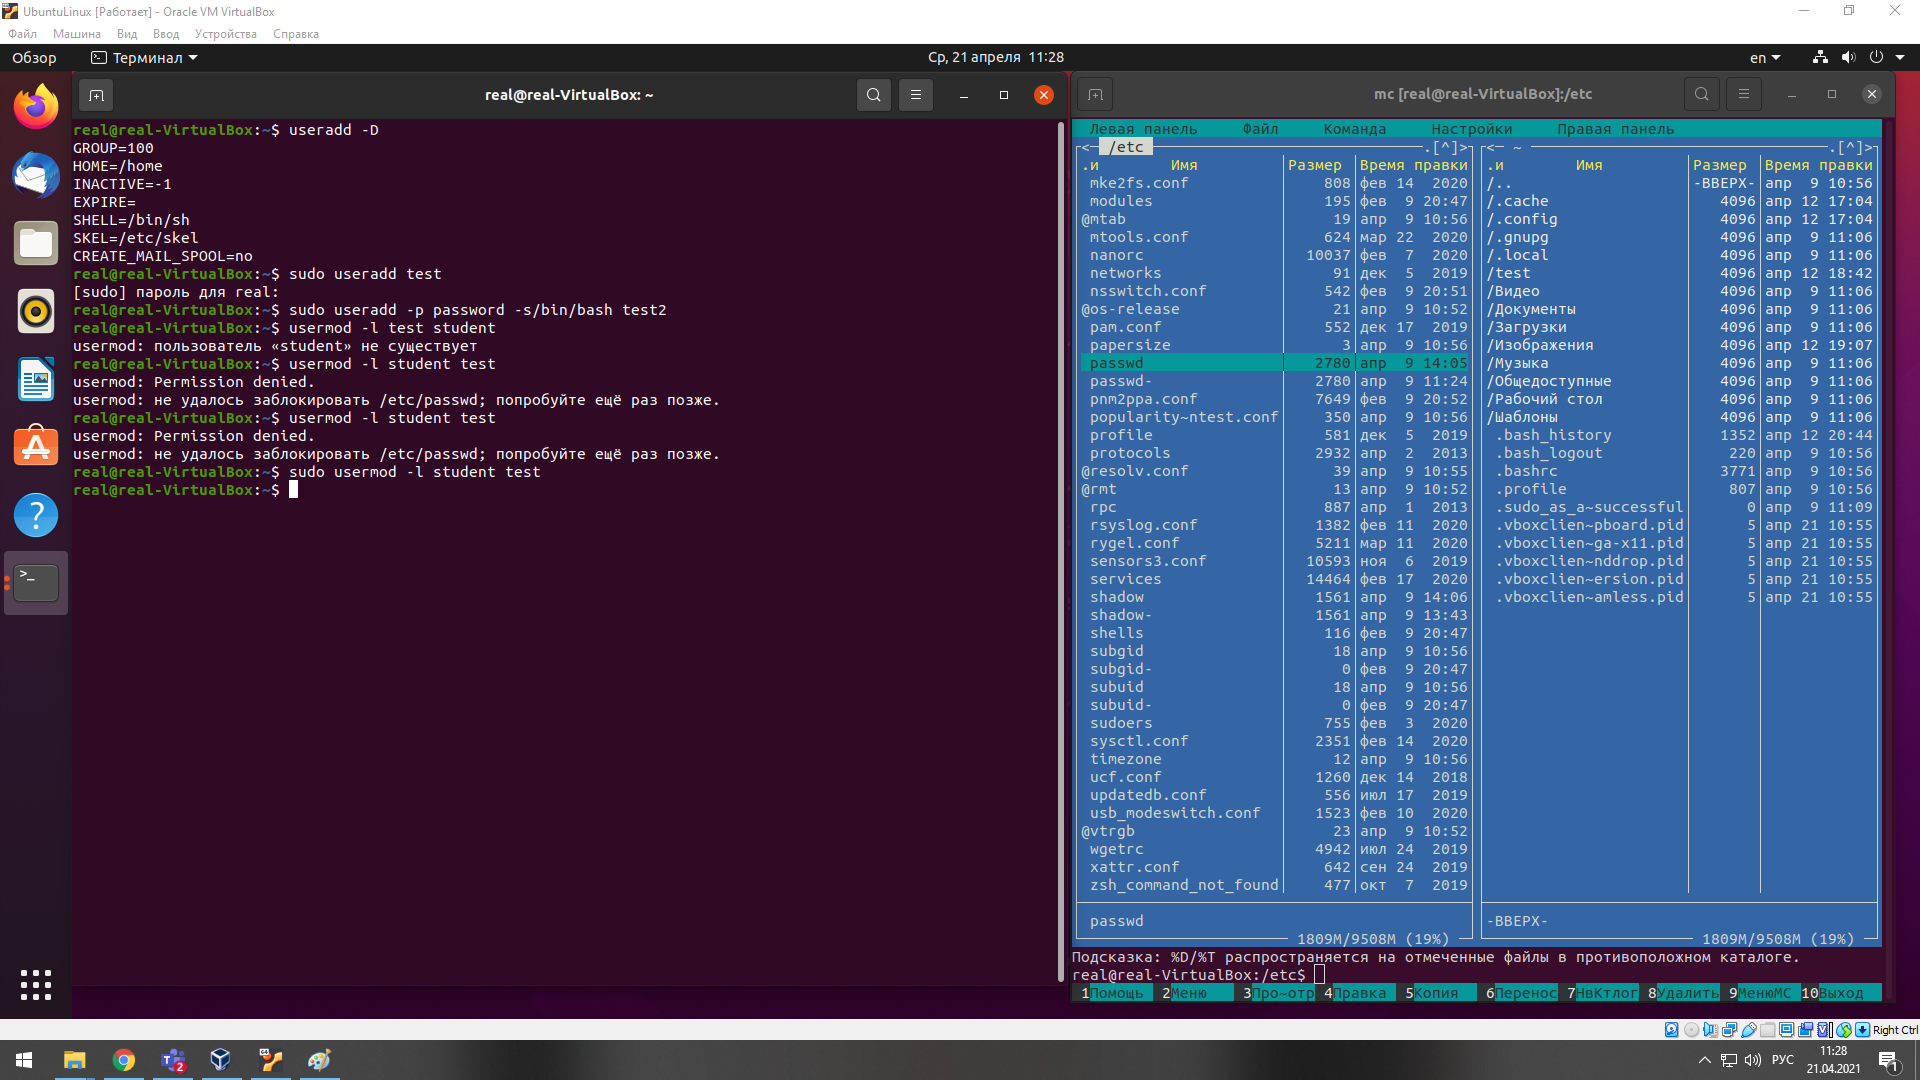 UbuntuLinux [Работает] - Oracle VM VirtualBox
Файл Машина Вид Ввод Устройства Справка
Обзор Терминал Ср, 21 апреля 11:28 en
real@real-VirtualBox: ~
real@real-VirtualBox:~$ useradd -D
GROUP=100
HOME=/home
INACTIVE=-1
EXPIRE=
SHELL=/bin/sh
SKEL=/etc/skel
CREATE_MAIL_SPOOL=no
real@real-VirtualBox:~$ sudo useradd test
[sudo] пароль для real:
real@real-VirtualBox:~$ sudo useradd -p password -s/bin/bash test2
real@real-VirtualBox:~$ usermod -l test student
usermod: пользователь «student» не существует
real@real-VirtualBox:~$ usermod -l student test
usermod: Permission denied.
usermod: не удалось заблокировать /etc/passwd; попробуйте ещё раз позже.
real@real-VirtualBox:~$ usermod -l student test
usermod: Permission denied.
usermod: не удалось заблокировать /etc/passwd; попробуйте ещё раз позже.
real@real-VirtualBox:~$ sudo usermod -l student test
real@real-VirtualBox:~$
mc [real@real-VirtualBox]:/etc
Левая панель Файл Команда Настройки Правая панель
<─ /etc .[^]>
.и Имя Размер Время правки
mke2fs.conf 808 фев 14 2020
modules 195 фев 9 20:47
@mtab 19 апр 9 10:56
mtools.conf 624 мар 22 2020
nanorc 10037 фев 7 2020
networks 91 дек 5 2019
nsswitch.conf 542 фев 9 20:51
@os-release 21 апр 9 10:52
pam.conf 552 дек 17 2019
papersize 3 апр 9 10:56
passwd 2780 апр 9 14:05
passwd- 2780 апр 9 11:24
pnm2ppa.conf 7649 фев 9 20:52
popularity~ntest.conf 350 апр 9 10:56
profile 581 дек 5 2019
protocols 2932 апр 2 2013
@resolv.conf 39 апр 9 10:55
@rmt 13 апр 9 10:52
rpc 887 апр 1 2013
rsyslog.conf 1382 фев 11 2020
rygel.conf 5211 мар 11 2020
sensors3.conf 10593 ноя 6 2019
services 14464 фев 17 2020
shadow 1561 апр 9 14:06
shadow- 1561 апр 9 13:43
shells 116 фев 9 20:47
subgid 18 апр 9 10:56
subgid- 0 фев 9 20:47
subuid 18 апр 9 10:56
subuid- 0 фев 9 20:47
sudoers 755 фев 3 2020
sysctl.conf 2351 фев 14 2020
timezone 12 апр 9 10:56
ucf.conf 1260 дек 14 2018
updatedb.conf 556 июл 17 2019
usb_modeswitch.conf 1523 фев 10 2020
@vtrgb 23 апр 9 10:52
wgetrc 4942 июл 24 2019
xattr.conf 642 сен 24 2019
zsh_command_not_found 477 окт 7 2019
passwd
1809M/9508M (19%)
<─ ~ .[^]>
.и Имя Размер Время правки
/.. -ВВЕРХ- апр 9 10:56
/.cache 4096 апр 12 17:04
/.config 4096 апр 12 17:04
/.gnupg 4096 апр 9 11:06
/.local 4096 апр 9 11:06
/test 4096 апр 12 18:42
/Видео 4096 апр 9 11:06
/Документы 4096 апр 9 11:06
/Загрузки 4096 апр 9 11:06
/Изображения 4096 апр 12 19:07
/Музыка 4096 апр 9 11:06
/Общедоступные 4096 апр 9 11:06
/Рабочий стол 4096 апр 9 11:06
/Шаблоны 4096 апр 9 11:06
.bash_history 1352 апр 12 20:44
.bash_logout 220 апр 9 10:56
.bashrc 3771 апр 9 10:56
.profile 807 апр 9 10:56
.sudo_as_a~successful 0 апр 9 11:09
.vboxclien~pboard.pid 5 апр 21 10:55
.vboxclien~ga-x11.pid 5 апр 21 10:55
.vboxclien~nddrop.pid 5 апр 21 10:55
.vboxclien~ersion.pid 5 апр 21 10:55
.vboxclien~amless.pid 5 апр 21 10:55
-ВВЕРХ-
1809M/9508M (19%)
Подсказка: %D/%T распространяется на отмеченные файлы в противоположном каталоге.
real@real-VirtualBox:/etc$
1Помощь 2Меню 3Про~отр 4Правка 5Копия 6Перенос 7НвКтлог 8Удалить 9МенюMC 10Выход
Right Ctrl
РУС 11:28
21.04.2021